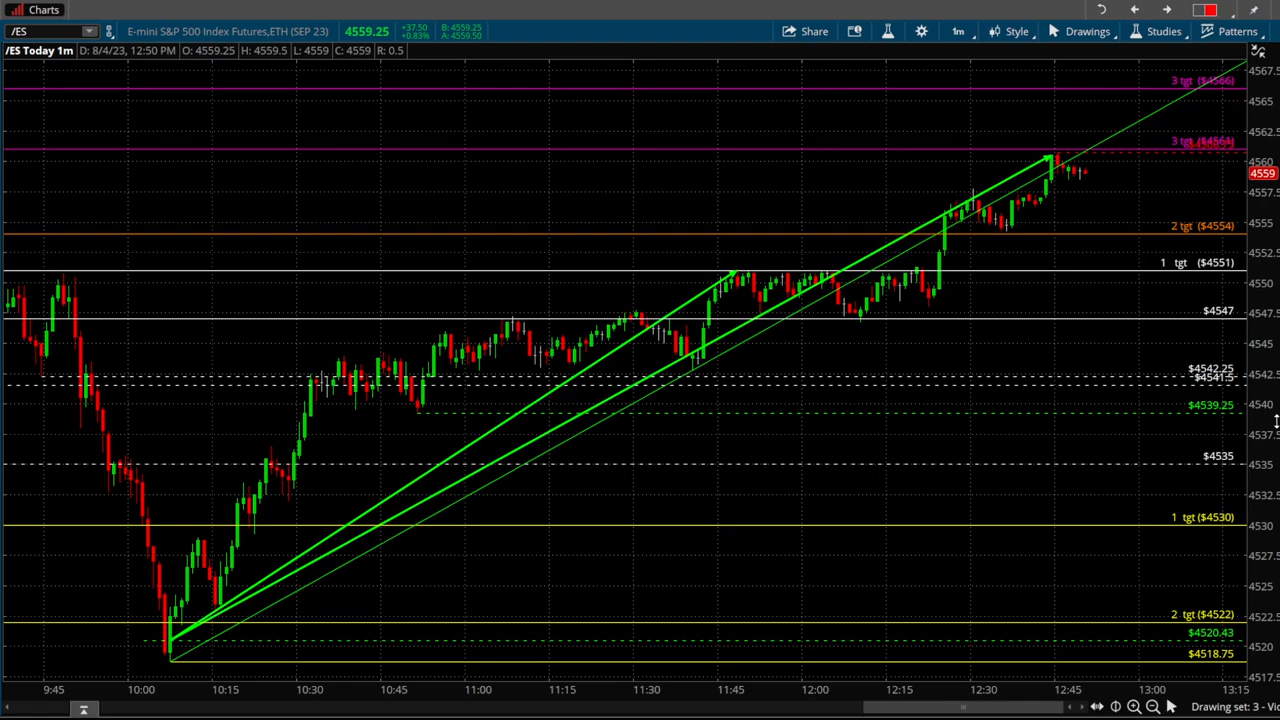 Charts
/ES E-mini S&P 500 Index Futures,ETH (SEP 23) 4559.25 +37.50 B: 4559.25 Share 1m Style Drawings Studies Patterns
+0.83% A: 4559.50
/ES Today 1m D: 8/4/23, 12:50 PM O: 4559.25 H: 4559.5 L: 4559 C: 4559 R: 0.5
4567.5
3 tgt ($4566)
4565
4562.5
3 tgt ($4561)
4560
4559
4557.5
2 tgt ($4554)
4555
4552.5
1 tgt ($4551)
4550
$4547
4547.5
4545
$4542.25
4542.5
$4541.5
$4539.25
4540
4537.5
$4535
4535
4532.5
1 tgt ($4530)
4530
4527.5
4525
2 tgt ($4522)
4522.5
$4520.43
4520
$4518.75
4517.5
9:45 10:00 10:15 10:30 10:45 11:00 11:15 11:30 11:45 12:00 12:15 12:30 12:45 13:00 13:15
Drawing set: 3 - Vic